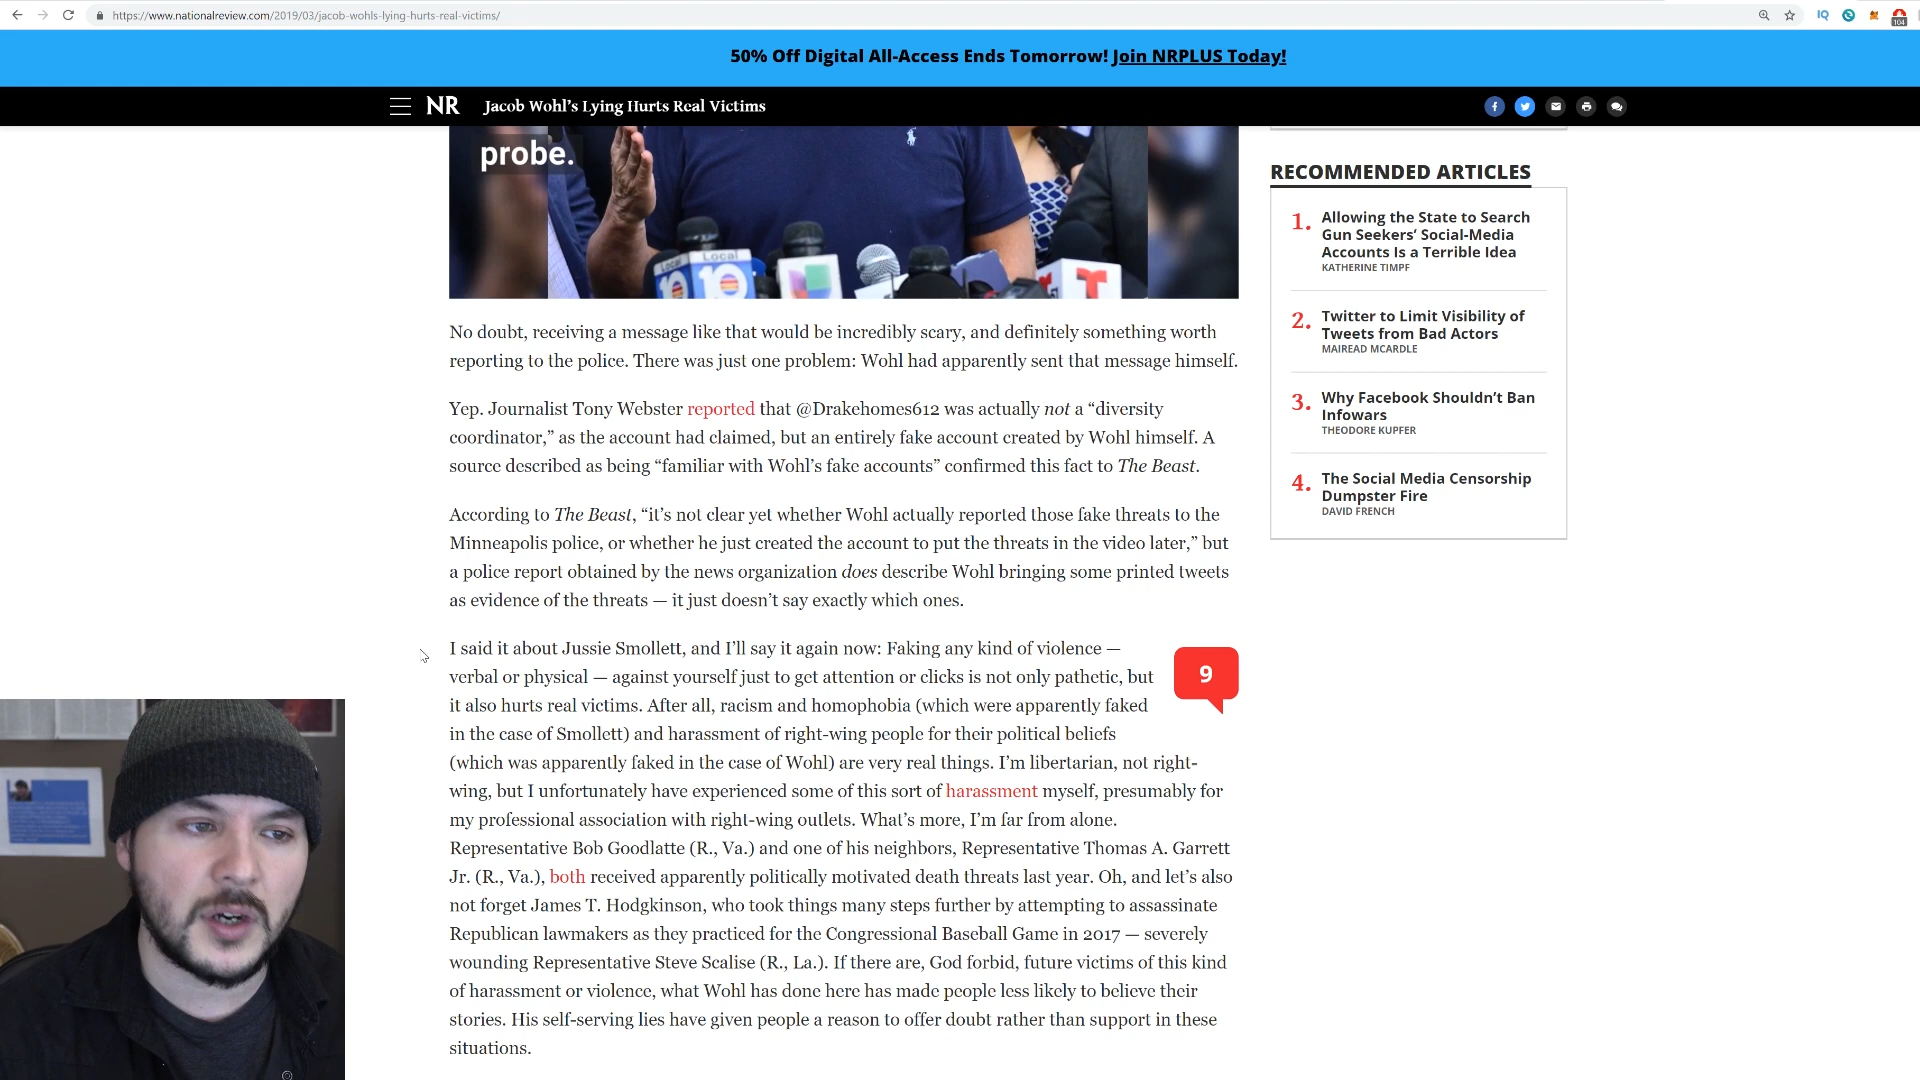 https://www.nationalreview.com/2019/03/jacob-wohls-lying-hurts-real-victims/
IQ
104
50% Off Digital All-Access Ends Tomorrow! Join NRPLUS Today!
NR
Jacob Wohl's Lying Hurts Real Victims
probe.
Local
Local
10
10
T
No doubt, receiving a message like that would be incredibly scary, and definitely something worth
reporting to the police. There was just one problem: Wohl had apparently sent that message himself.
Yep. Journalist Tony Webster reported that @Drakehomes612 was actually not a “diversity
coordinator,” as the account had claimed, but an entirely fake account created by Wohl himself. A
source described as being “familiar with Wohl’s fake accounts” confirmed this fact to The Beast.
According to The Beast, “it’s not clear yet whether Wohl actually reported those fake threats to the
Minneapolis police, or whether he just created the account to put the threats in the video later,” but
a police report obtained by the news organization does describe Wohl bringing some printed tweets
as evidence of the threats — it just doesn’t say exactly which ones.
I said it about Jussie Smollett, and I’ll say it again now: Faking any kind of violence —
verbal or physical — against yourself just to get attention or clicks is not only pathetic, but
it also hurts real victims. After all, racism and homophobia (which were apparently faked
in the case of Smollett) and harassment of right-wing people for their political beliefs
(which was apparently faked in the case of Wohl) are very real things. I’m libertarian, not right-
wing, but I unfortunately have experienced some of this sort of harassment myself, presumably for
my professional association with right-wing outlets. What’s more, I’m far from alone.
Representative Bob Goodlatte (R., Va.) and one of his neighbors, Representative Thomas A. Garrett
Jr. (R., Va.), both received apparently politically motivated death threats last year. Oh, and let’s also
not forget James T. Hodgkinson, who took things many steps further by attempting to assassinate
Republican lawmakers as they practiced for the Congressional Baseball Game in 2017 — severely
wounding Representative Steve Scalise (R., La.). If there are, God forbid, future victims of this kind
of harassment or violence, what Wohl has done here has made people less likely to believe their
stories. His self-serving lies have given people a reason to offer doubt rather than support in these
situations.
9
RECOMMENDED ARTICLES
1.
Allowing the State to Search
Gun Seekers’ Social-Media
Accounts Is a Terrible Idea
KATHERINE TIMPF
2.
Twitter to Limit Visibility of
Tweets from Bad Actors
MAIREAD MCARDLE
3.
Why Facebook Shouldn’t Ban
Infowars
THEODORE KUPFER
4.
The Social Media Censorship
Dumpster Fire
DAVID FRENCH